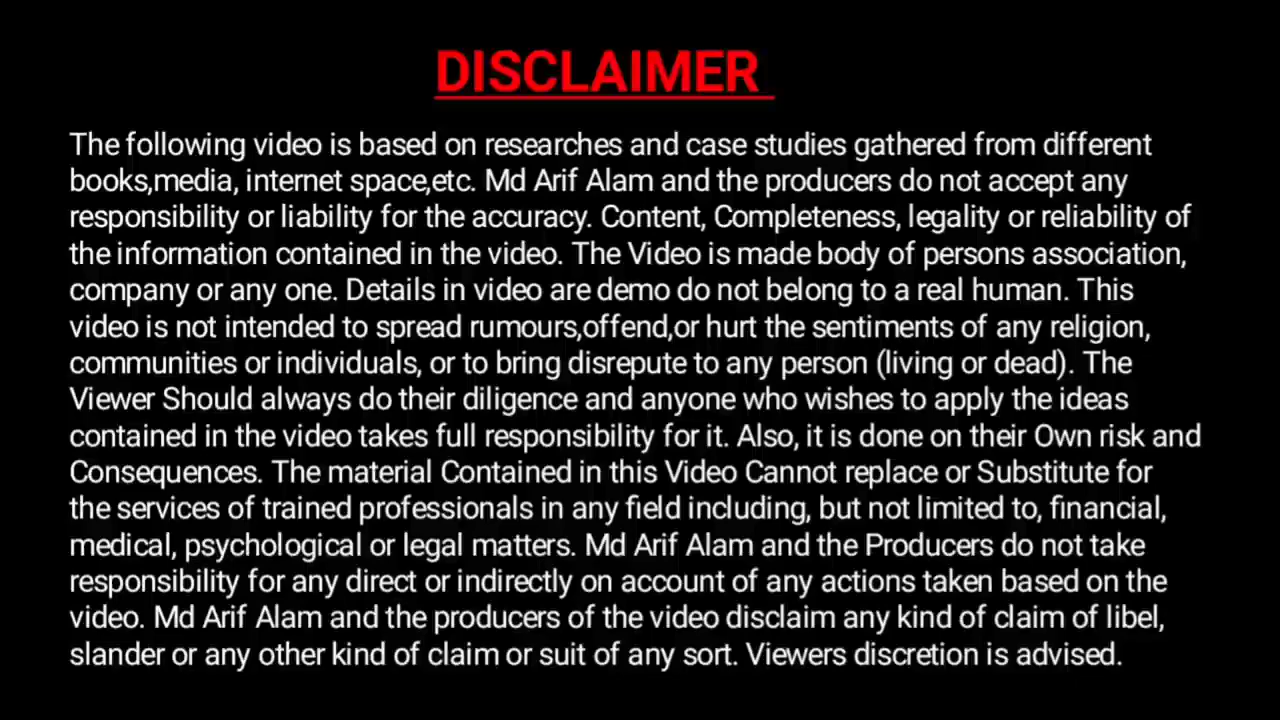 DISCLAIMER
The following video is based on researches and case studies gathered from different
books,media, internet space,etc. Md Arif Alam and the producers do not accept any
responsibility or liability for the accuracy. Content, Completeness, legality or reliability of
the information contained in the video. The Video is made body of persons association,
company or any one. Details in video are demo do not belong to a real human. This
video is not intended to spread rumours,offend,or hurt the sentiments of any religion,
communities or individuals, or to bring disrepute to any person (living or dead). The
Viewer Should always do their diligence and anyone who wishes to apply the ideas
contained in the video takes full responsibility for it. Also, it is done on their Own risk and
Consequences. The material Contained in this Video Cannot replace or Substitute for
the services of trained professionals in any field including, but not limited to, financial,
medical, psychological or legal matters. Md Arif Alam and the Producers do not take
responsibility for any direct or indirectly on account of any actions taken based on the
video. Md Arif Alam and the producers of the video disclaim any kind of claim of libel,
slander or any other kind of claim or suit of any sort. Viewers discretion is advised.